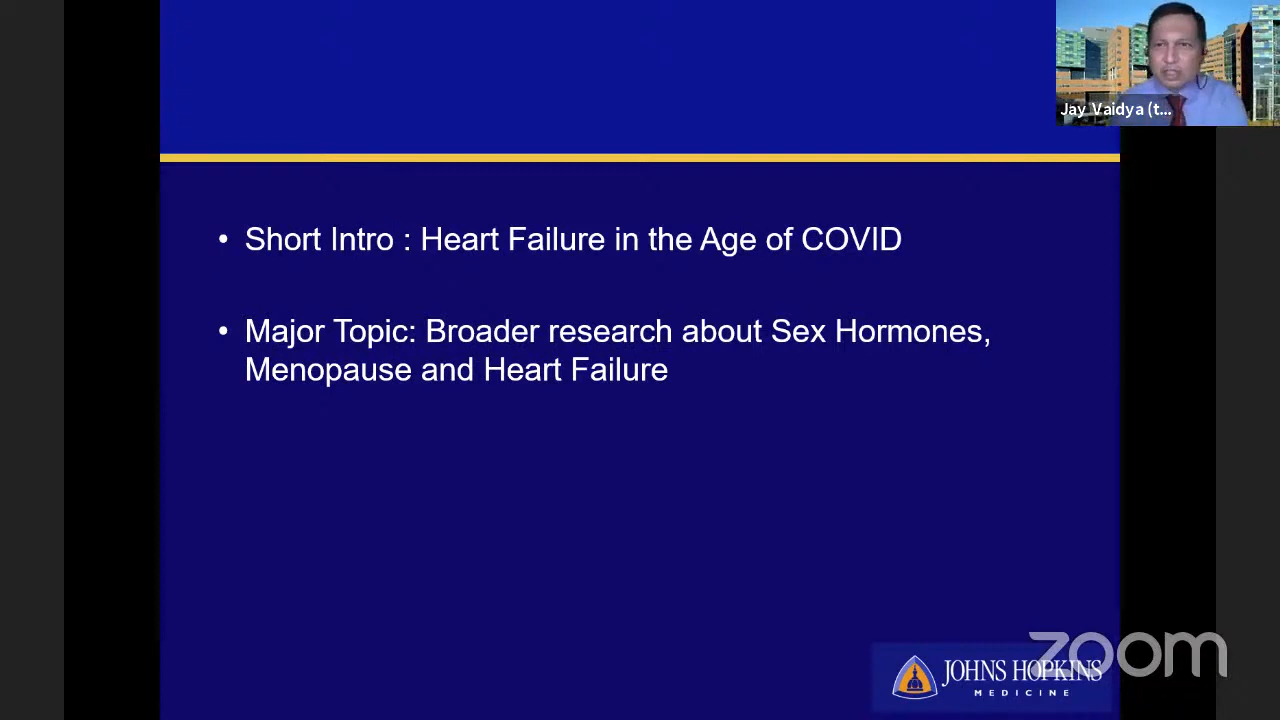 Jay Vaidya (t...
• Short Intro : Heart Failure in the Age of COVID
• Major Topic: Broader research about Sex Hormones,
Menopause and Heart Failure
zoom
JOHNS HOPKINS
MEDICINE